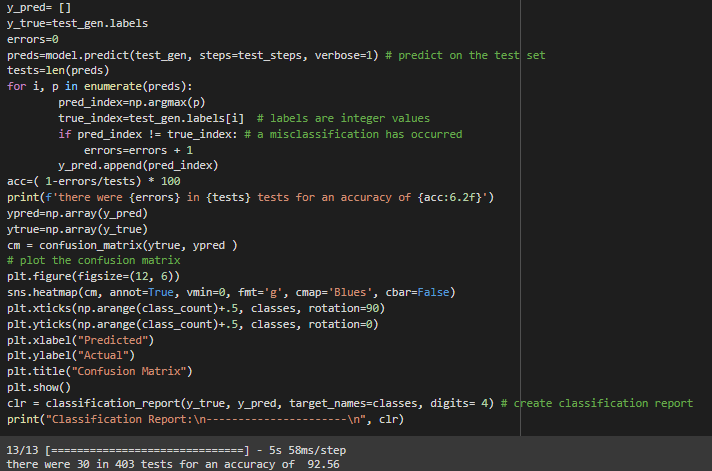 y_pred= []
y_true=test_gen.labels
errors=0
preds=model.predict(test_gen, steps=test_steps, verbose=1) # predict on the test set
tests=len(preds)
for i, p in enumerate(preds):
        pred_index=np.argmax(p)
        true_index=test_gen.labels[i]  # labels are integer values
        if pred_index != true_index: # a misclassification has occurred
            errors=errors + 1
        y_pred.append(pred_index)
acc=( 1-errors/tests) * 100
print(f'there were {errors} in {tests} tests for an accuracy of {acc:6.2f}')
ypred=np.array(y_pred)
ytrue=np.array(y_true)
cm = confusion_matrix(ytrue, ypred )
# plot the confusion matrix
plt.figure(figsize=(12, 6))
sns.heatmap(cm, annot=True, vmin=0, fmt='g', cmap='Blues', cbar=False)
plt.xticks(np.arange(class_count)+.5, classes, rotation=90)
plt.yticks(np.arange(class_count)+.5, classes, rotation=0)
plt.xlabel("Predicted")
plt.ylabel("Actual")
plt.title("Confusion Matrix")
plt.show()
clr = classification_report(y_true, y_pred, target_names=classes, digits= 4) # create classification report
print("Classification Report:\n----------------------\n", clr)
13/13 [==============================] - 5s 58ms/step
there were 30 in 403 tests for an accuracy of  92.56